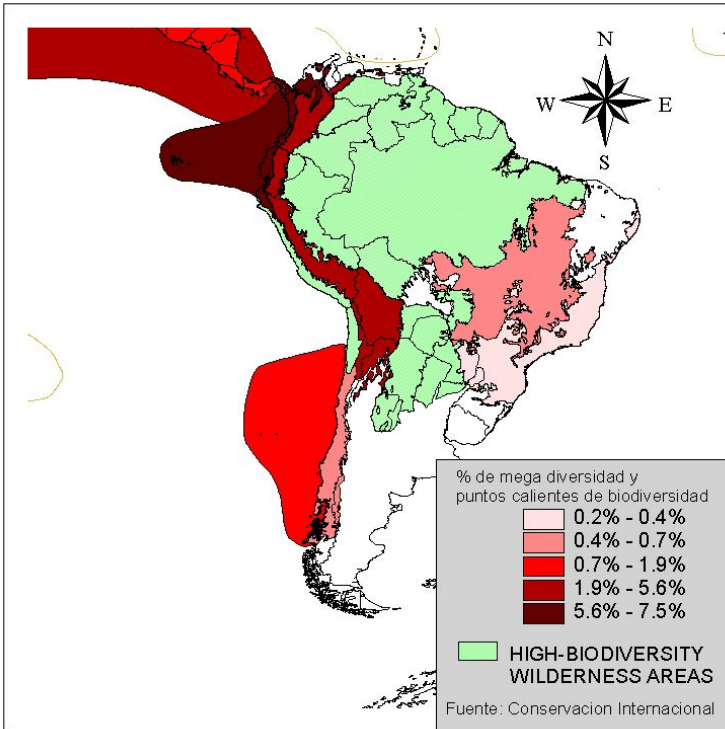 N
W E
S
% de mega diversidad y
puntos calientes de biodiversidad
0.2% - 0.4%
0.4% - 0.7%
0.7% - 1.9%
1.9% - 5.6%
5.6% - 7.5%
HIGH-BIODIVERSITY
WILDERNESS AREAS
Fuente: Conservacion Internacional